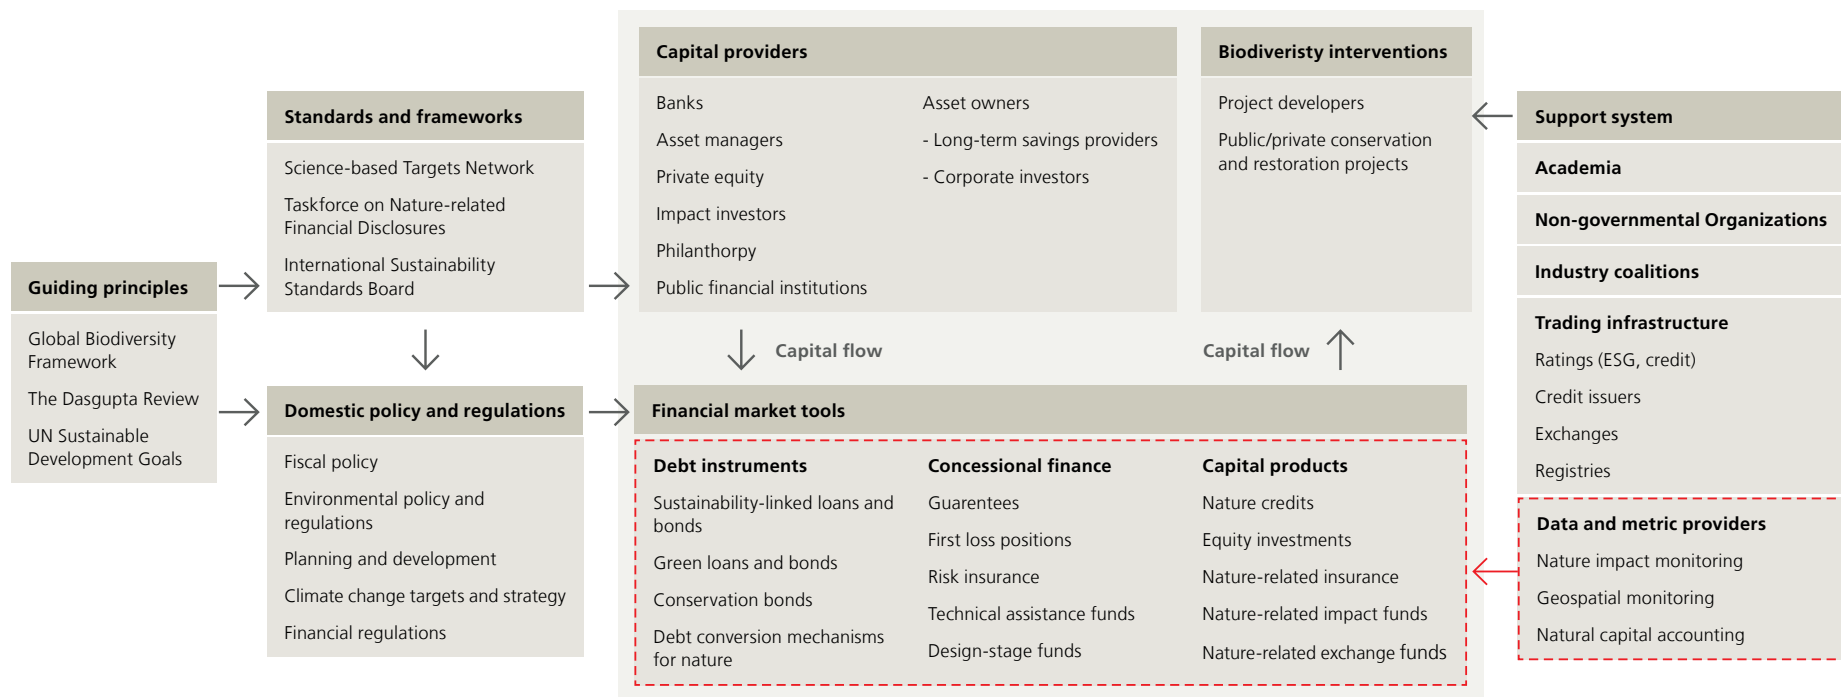 Guiding principles
Global Biodiversity
Framework
The Dasgupta Review
UN Sustainable
Development Goals
Standards and frameworks
Science-based Targets Network
Taskforce on Nature-related
Financial Disclosures
International Sustainability
Standards Board
Domestic policy and regulations
Fiscal policy
Environmental policy and
regulations
Planning and development
Climate change targets and strategy
Financial regulations
Capital providers
Banks
Asset managers
Private equity
Impact investors
Philanthorpy
Public financial institutions
Asset owners
- Long-term savings providers
- Corporate investors
Biodiveristy interventions
Project developers
Public/private conservation
and restoration projects
Capital flow
Capital flow
Financial market tools
Debt instruments
Sustainability-linked loans and
bonds
Green loans and bonds
Conservation bonds
Debt conversion mechanisms
for nature
Concessional finance
Guarentees
First loss positions
Risk insurance
Technical assistance funds
Design-stage funds
Capital products
Nature credits
Equity investments
Nature-related insurance
Nature-related impact funds
Nature-related exchange funds
Support system
Academia
Non-governmental Organizations
Industry coalitions
Trading infrastructure
Ratings (ESG, credit)
Credit issuers
Exchanges
Registries
Data and metric providers
Nature impact monitoring
Geospatial monitoring
Natural capital accounting